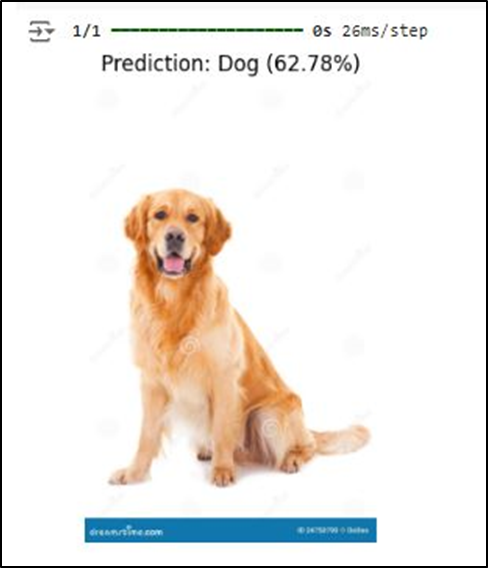 1/1 0s 26ms/step
Prediction: Dog (62.78%)
dreamstime.com